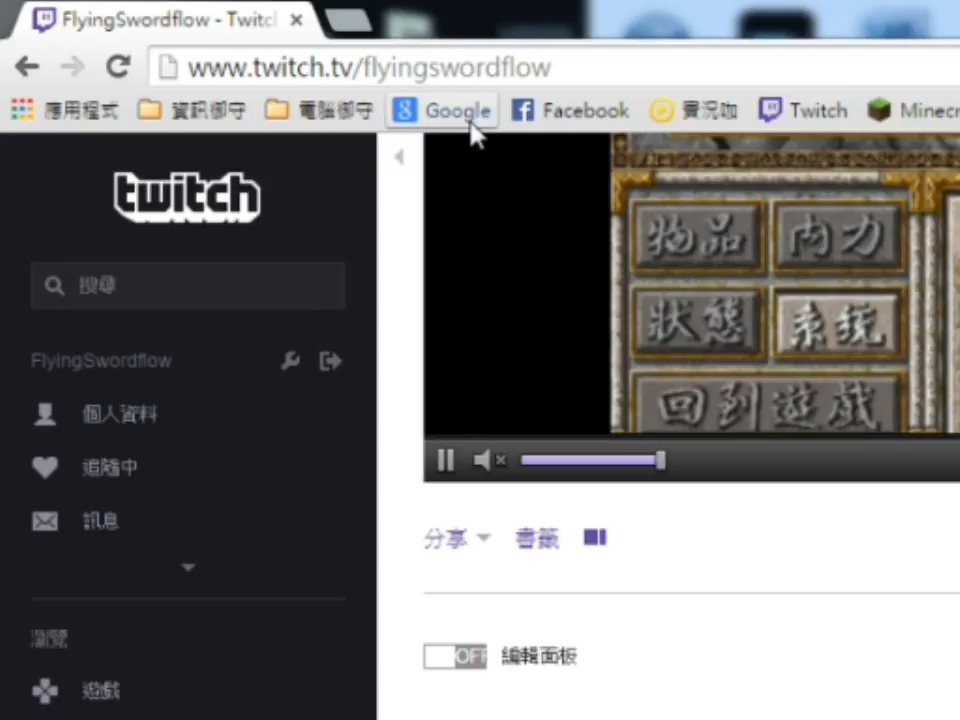 FlyingSwordflow - Twitch
www.twitch.tv/flyingswordflow
應用程式 資訊御守 電腦御守 Google Facebook 實況咖 Twitch Minecr
twitch
搜尋
FlyingSwordflow
個人資料
追隨中
訊息
瀏覽
遊戲
物品 內力
狀態 系統
回到遊戲
分享 書籤
OFF 編輯面板